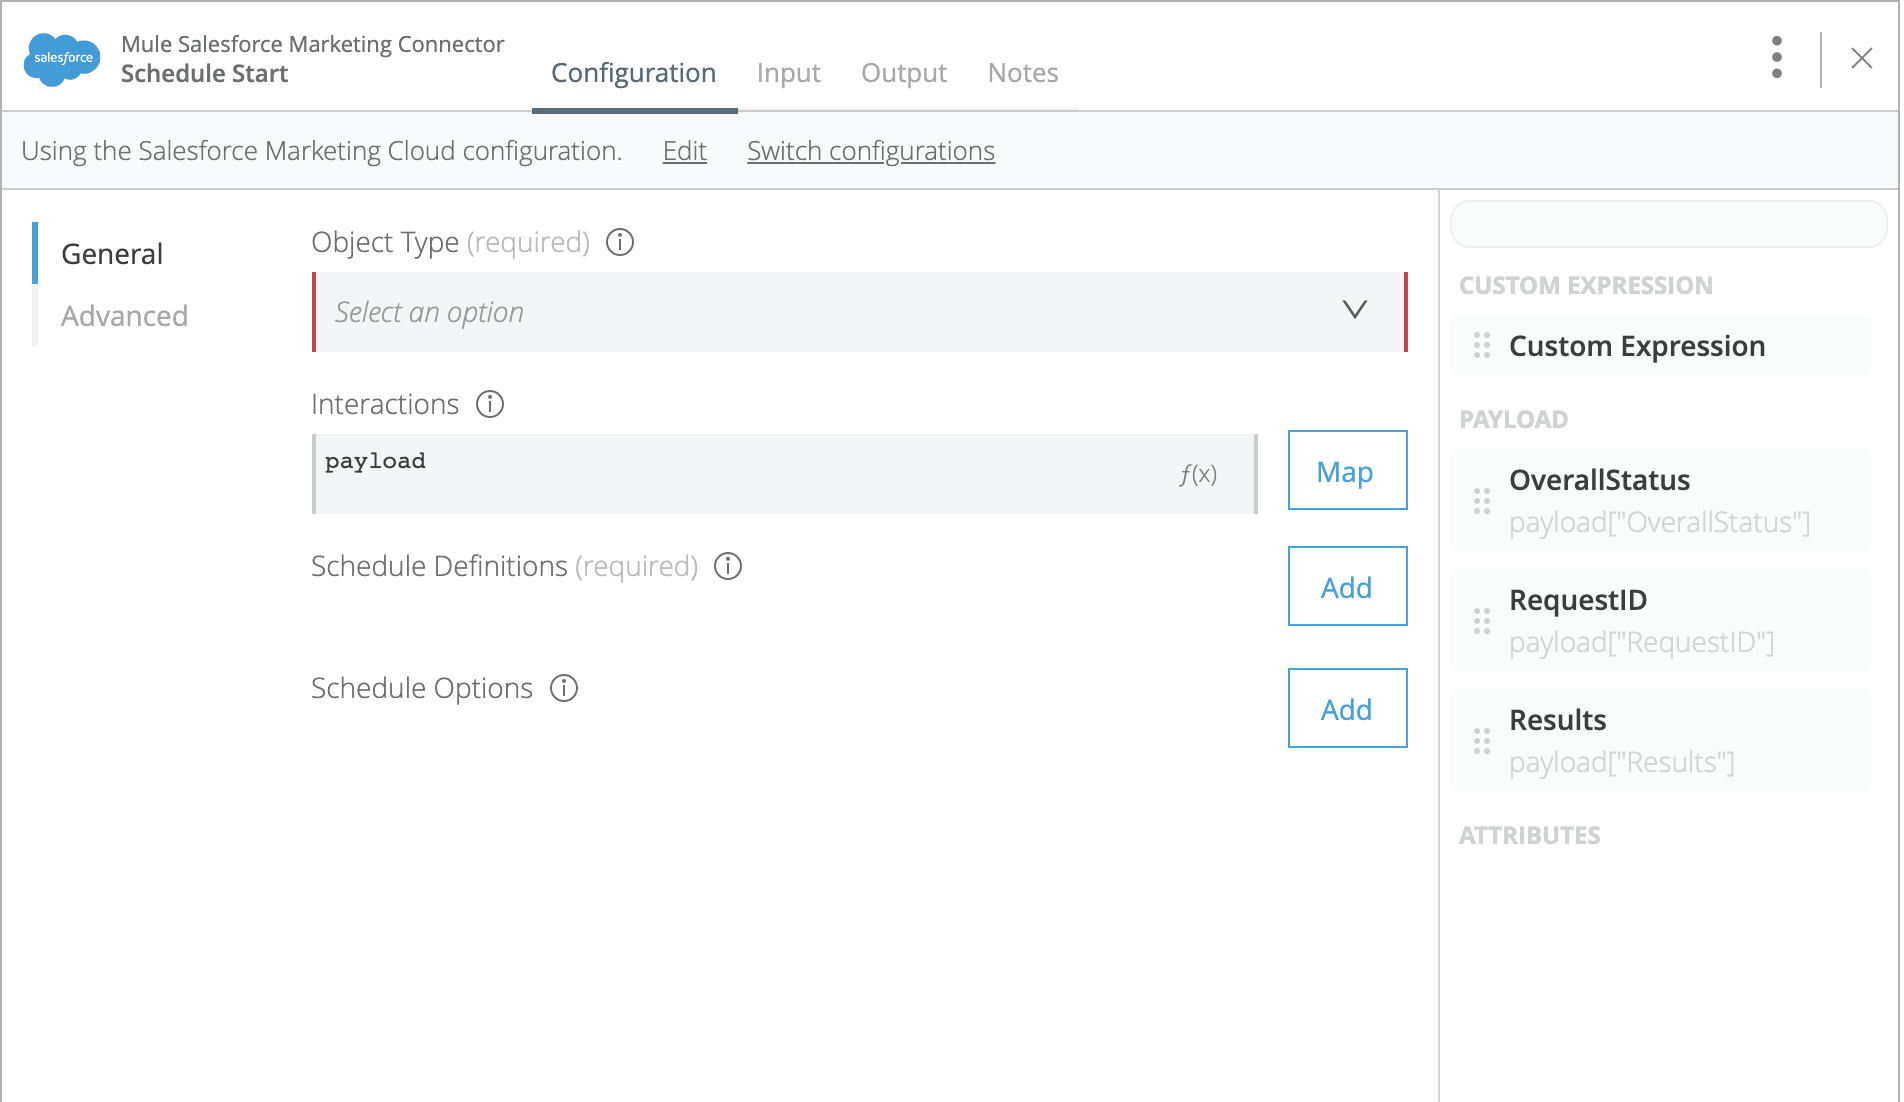 salesforce
Mule Salesforce Marketing Connector
Schedule Start
Configuration
Input
Output
Notes
Using the Salesforce Marketing Cloud configuration.
Edit
Switch configurations
General
Advanced
Object Type (required)
Select an option
Interactions
payload
ƒ(x)
Map
Schedule Definitions (required)
Add
Schedule Options
Add
CUSTOM EXPRESSION
Custom Expression
PAYLOAD
OverallStatus
payload["OverallStatus"]
RequestID
payload["RequestID"]
Results
payload["Results"]
ATTRIBUTES